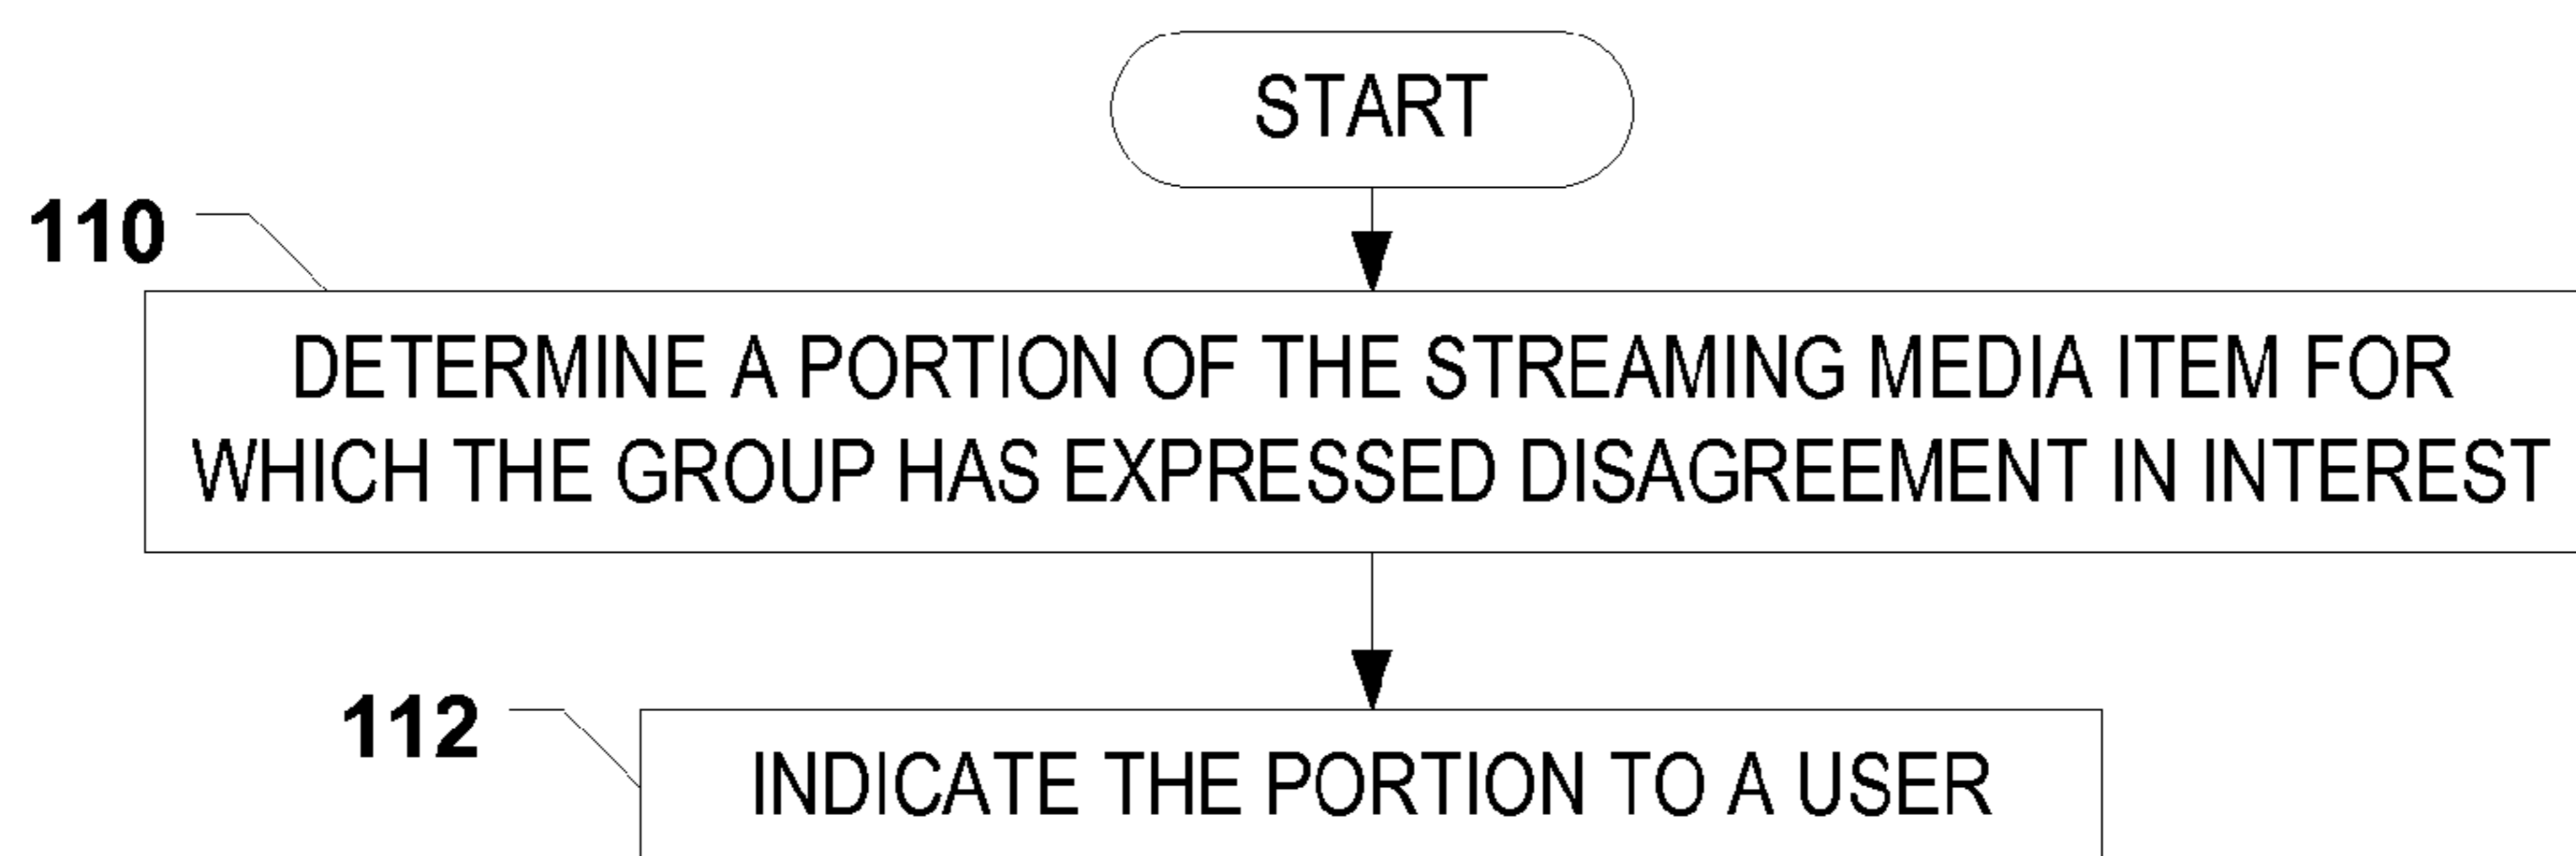 START
110
DETERMINE A PORTION OF THE STREAMING MEDIA ITEM FOR
WHICH THE GROUP HAS EXPRESSED DISAGREEMENT IN INTEREST
112
INDICATE THE PORTION TO A USER